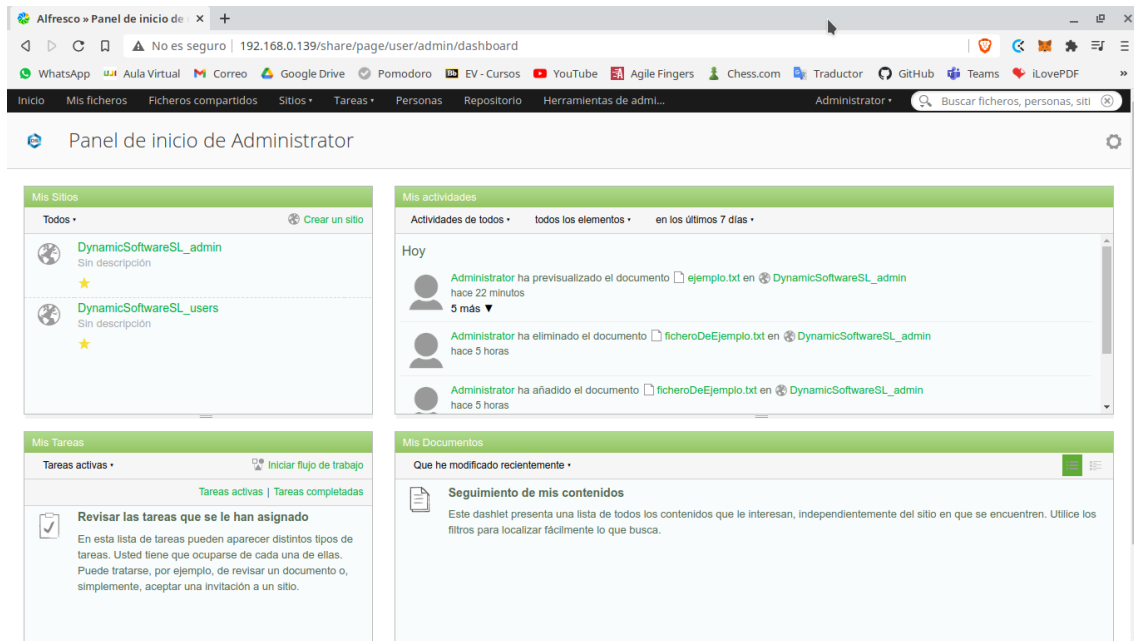 Alfresco » Panel de inicio de
No es seguro 192.168.0.139/share/page/user/admin/dashboard
WhatsApp Aula Virtual Correo Google Drive Pomodoro EV - Cursos YouTube Agile Fingers Chess.com Traductor GitHub Teams iLovePDF »
Inicio Mis ficheros Ficheros compartidos Sitios Tareas Personas Repositorio Herramientas de admi... Administrator Buscar ficheros, personas, siti
Panel de inicio de Administrator
Mis Sitios
Todos Crear un sitio
DynamicSoftwareSL_admin
Sin descripción
DynamicSoftwareSL_users
Sin descripción
Mis actividades
Actividades de todos todos los elementos en los últimos 7 días
Hoy
Administrator ha previsualizado el documento ejemplo.txt en DynamicSoftwareSL_admin
hace 22 minutos
5 más ▼
Administrator ha eliminado el documento ficheroDeEjemplo.txt en DynamicSoftwareSL_admin
hace 5 horas
Administrator ha añadido el documento ficheroDeEjemplo.txt en DynamicSoftwareSL_admin
hace 5 horas
Mis Tareas
Tareas activas Iniciar flujo de trabajo
Tareas activas | Tareas completadas
Revisar las tareas que se le han asignado
En esta lista de tareas pueden aparecer distintos tipos de
tareas. Usted tiene que ocuparse de cada una de ellas.
Puede tratarse, por ejemplo, de revisar un documento o,
simplemente, aceptar una invitación a un sitio.
Mis Documentos
Que he modificado recientemente
Seguimiento de mis contenidos
Este dashlet presenta una lista de todos los contenidos que le interesan, independientemente del sitio en que se encuentren. Utilice los
filtros para localizar fácilmente lo que busca.